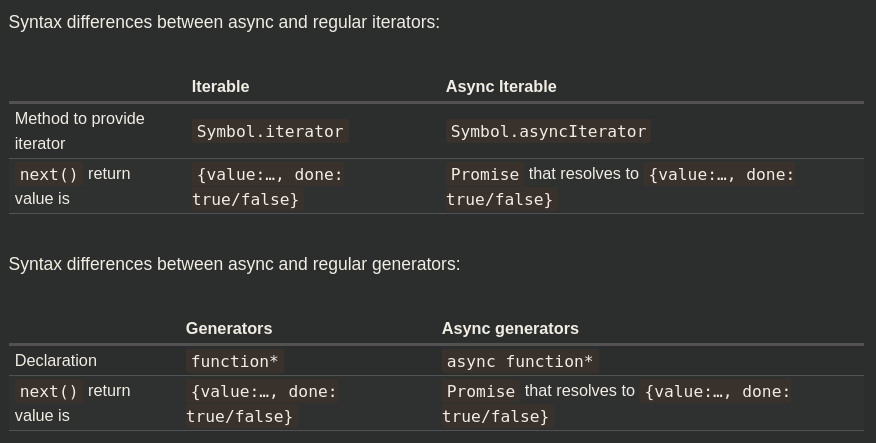 Syntax differences between async and regular iterators:
Iterable Async Iterable
Method to provide
iterator Symbol.iterator Symbol.asyncIterator
next() return {value:…, done: Promise that resolves to {value:…, done:
value is true/false} true/false}
Syntax differences between async and regular generators:
Generators Async generators
Declaration function* async function*
next() return {value:…, done: Promise that resolves to {value:…, done:
value is true/false} true/false}